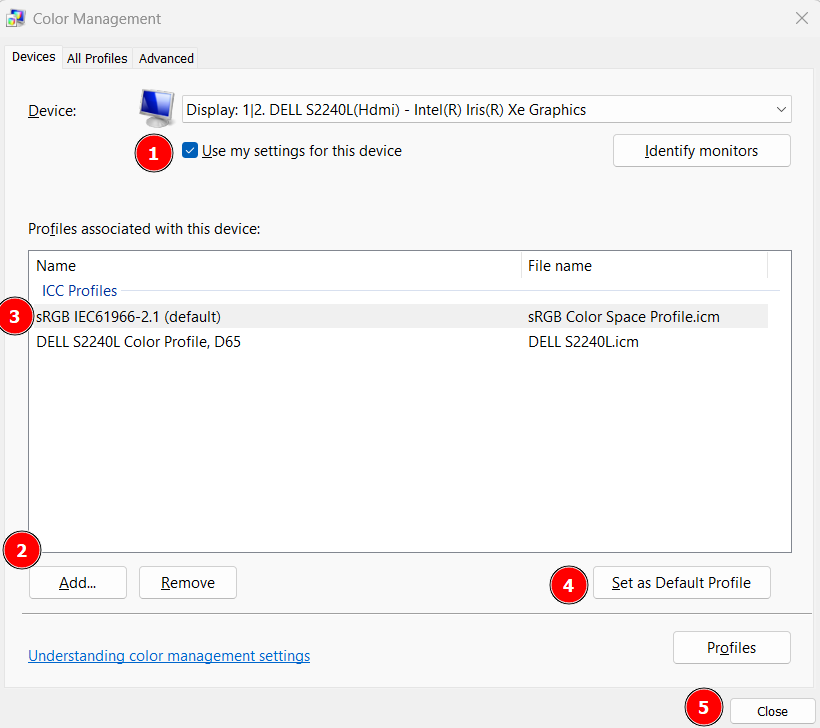 Color Management
Devices All Profiles Advanced
Device: Display: 1|2. DELL S2240L(Hdmi) - Intel(R) Iris(R) Xe Graphics
1 Use my settings for this device Identify monitors
Profiles associated with this device:
Name File name
ICC Profiles
3 sRGB IEC61966-2.1 (default) sRGB Color Space Profile.icm
DELL S2240L Color Profile, D65 DELL S2240L.icm
2
Add... Remove 4 Set as Default Profile
Understanding color management settings Profiles
5 Close